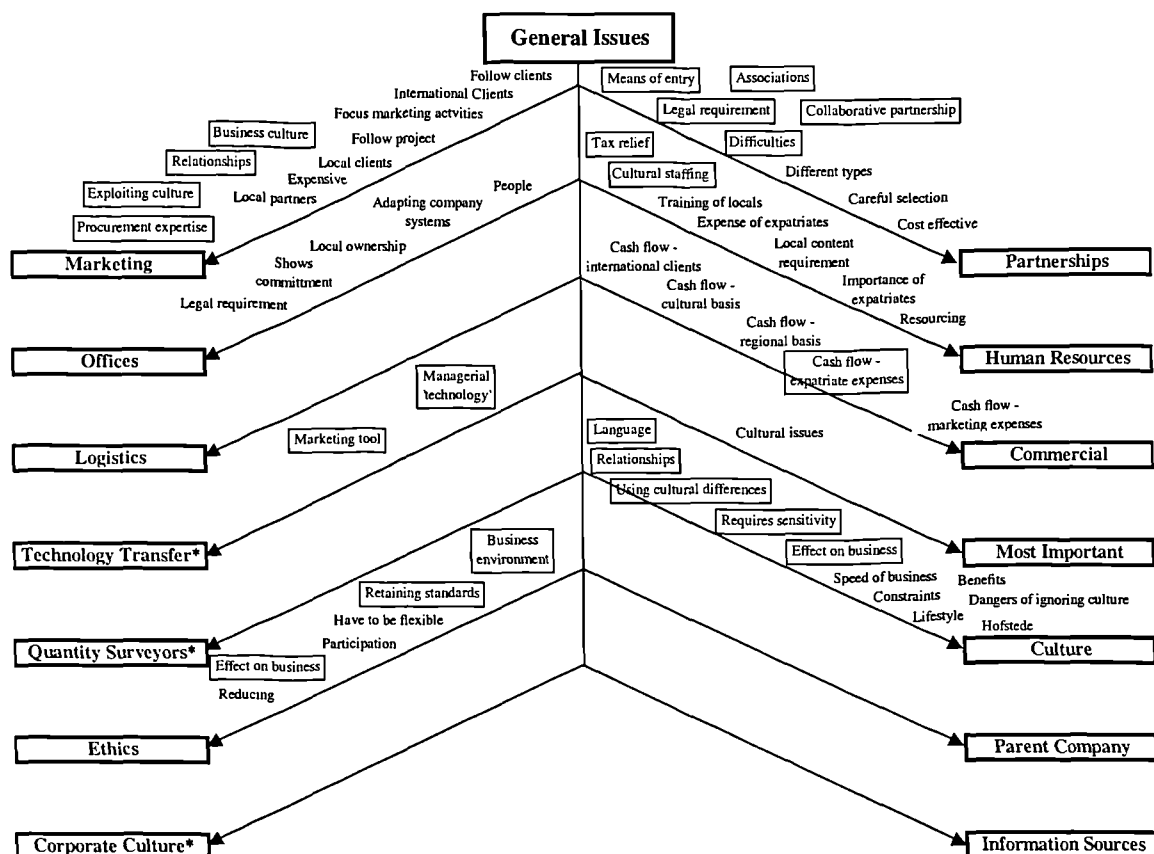 General Issues
Follow clients
International Clients
Focus marketing actvities
Business culture
Follow project
Relationships
Local clients
Expensive
Exploiting culture
Local partners
Procurement expertise
Marketing
Means of entry
Associations
Legal requirement
Collaborative partnership
Tax relief
Difficulties
Different types
Careful selection
Cost effective
Partnerships
People
Adapting company
systems
Local ownership
Shows
committment
Legal requirement
Offices
Cultural staffing
Training of locals
Expense of expatriates
Local content
requirement
Importance of
expatriates
Resourcing
Human Resources
Logistics
Cash flow -
international clients
Cash flow -
cultural basis
Cash flow -
regional basis
Cash flow -
expatriate expenses
Cash flow -
marketing expenses
Commercial
Managerial
'technology'
Marketing tool
Technology Transfer*
Cultural issues
Most Important
Quantity Surveyors*
Language
Relationships
Using cultural differences
Requires sensitivity
Effect on business
Speed of business
Benefits
Constraints
Dangers of ignoring culture
Lifestyle
Hofstede
Culture
Business
environment
Retaining standards
Have to be flexible
Participation
Effect on business
Reducing
Ethics
Parent Company
Corporate Culture*
Information Sources